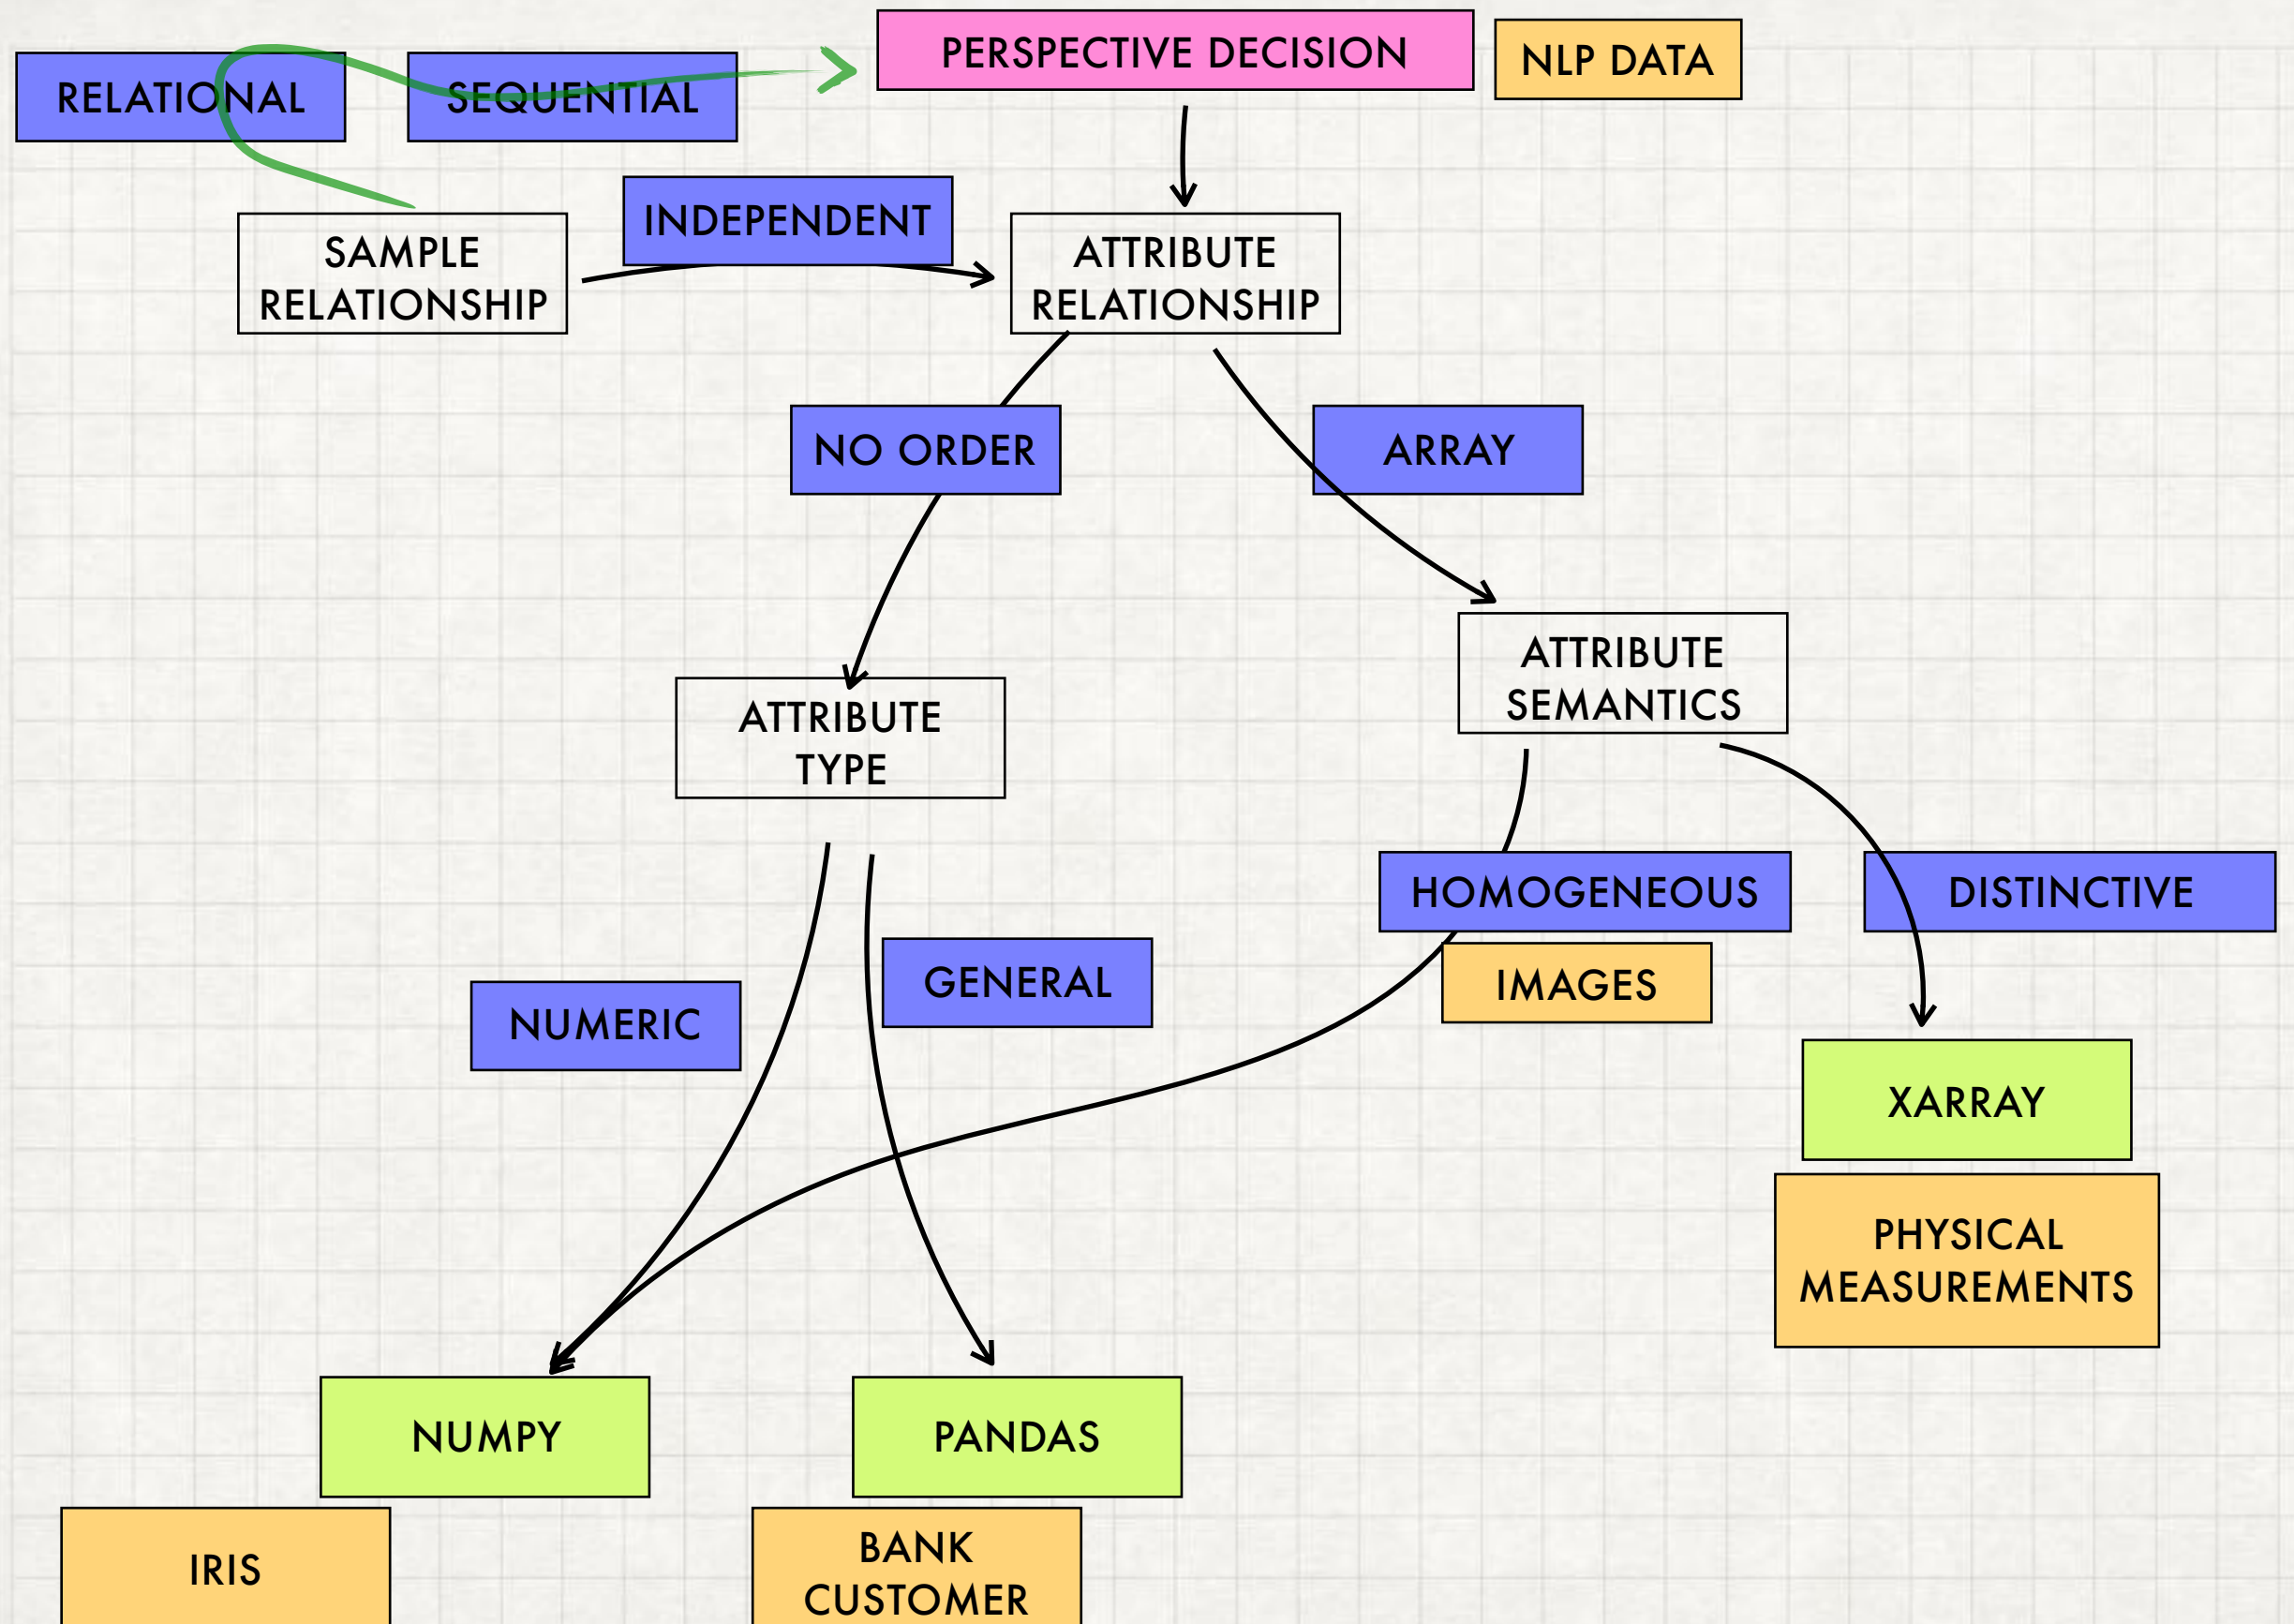 PERSPECTIVE DECISION
NLP DATA
RELATIONAL
SEQUENTIAL
INDEPENDENT
SAMPLE
RELATIONSHIP
ATTRIBUTE
RELATIONSHIP
NO ORDER
ARRAY
ATTRIBUTE
SEMANTICS
ATTRIBUTE
TYPE
HOMOGENEOUS
DISTINCTIVE
GENERAL
IMAGES
NUMERIC
XARRAY
PHYSICAL
MEASUREMENTS
NUMPY
PANDAS
IRIS
BANK
CUSTOMER